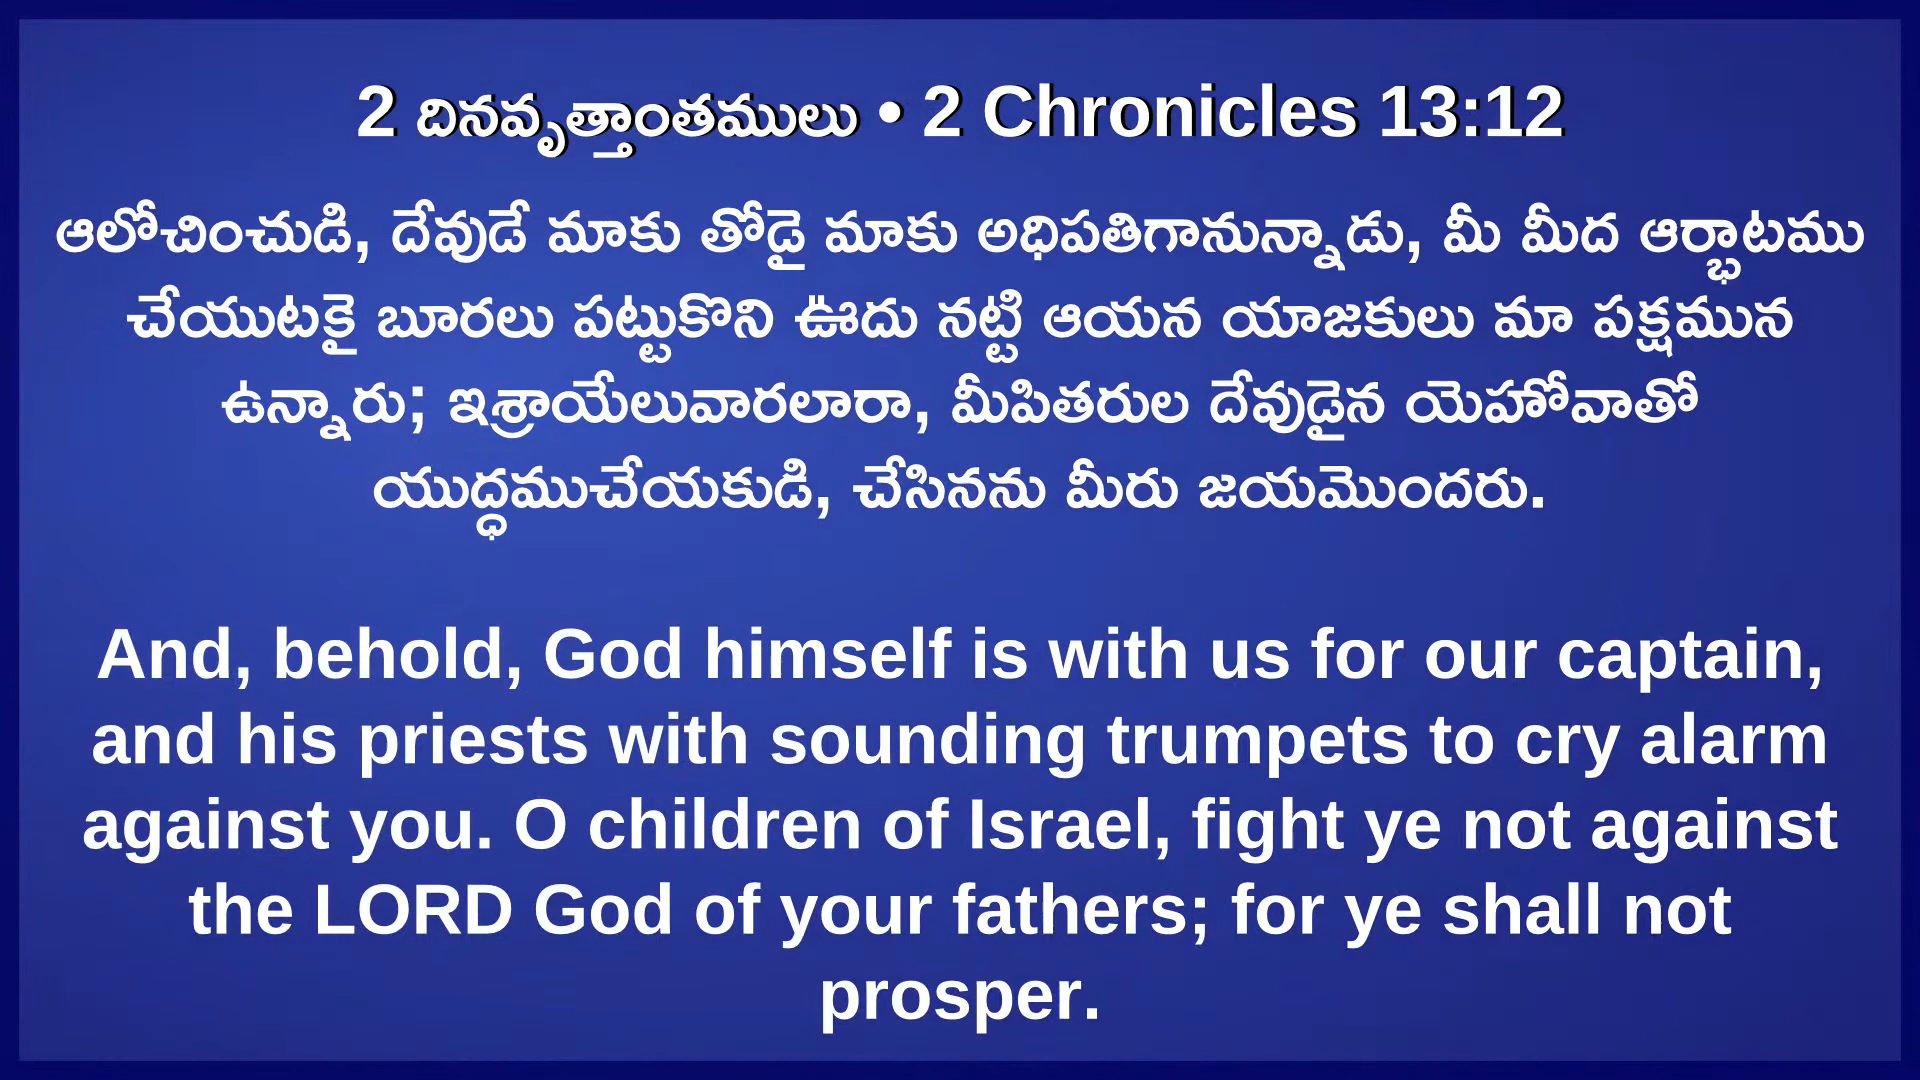 2 దినవృత్తాంతములు • 2 Chronicles 13:12
ఆలోచించుడి, దేవుడే మాకు తోడై మాకు అధిపతిగానున్నాడు, మీ మీద ఆర్భాటము
చేయుటకై బూరలు పట్టుకొని ఊదు నట్టి ఆయన యాజకులు మా పక్షమున
ఉన్నారు; ఇశ్రాయేలువారలారా, మీపితరుల దేవుడైన యెహోవాతో
యుద్ధముచేయకుడి, చేసినను మీరు జయమొందరు.
And, behold, God himself is with us for our captain,
and his priests with sounding trumpets to cry alarm
against you. O children of Israel, fight ye not against
the LORD God of your fathers; for ye shall not
prosper.